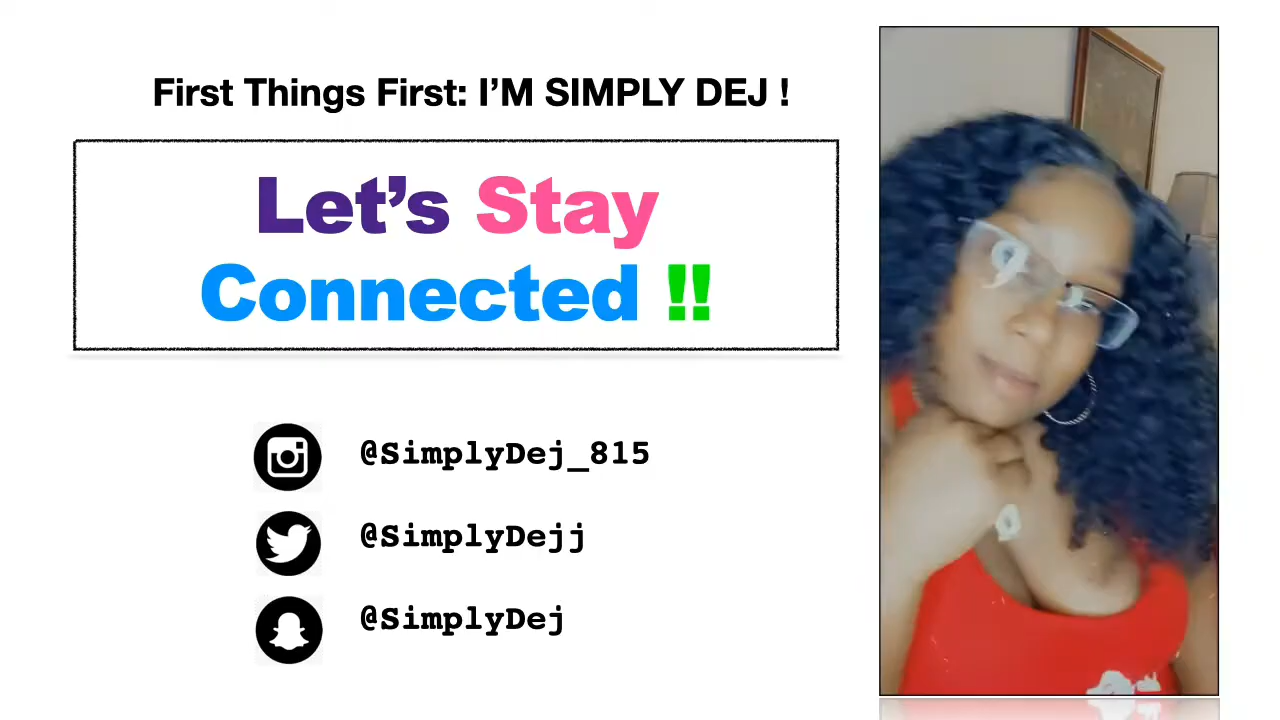 First Things First: I’M SIMPLY DEJ !
Let’s Stay
Connected !!
@SimplyDej_815
@SimplyDejj
@SimplyDej